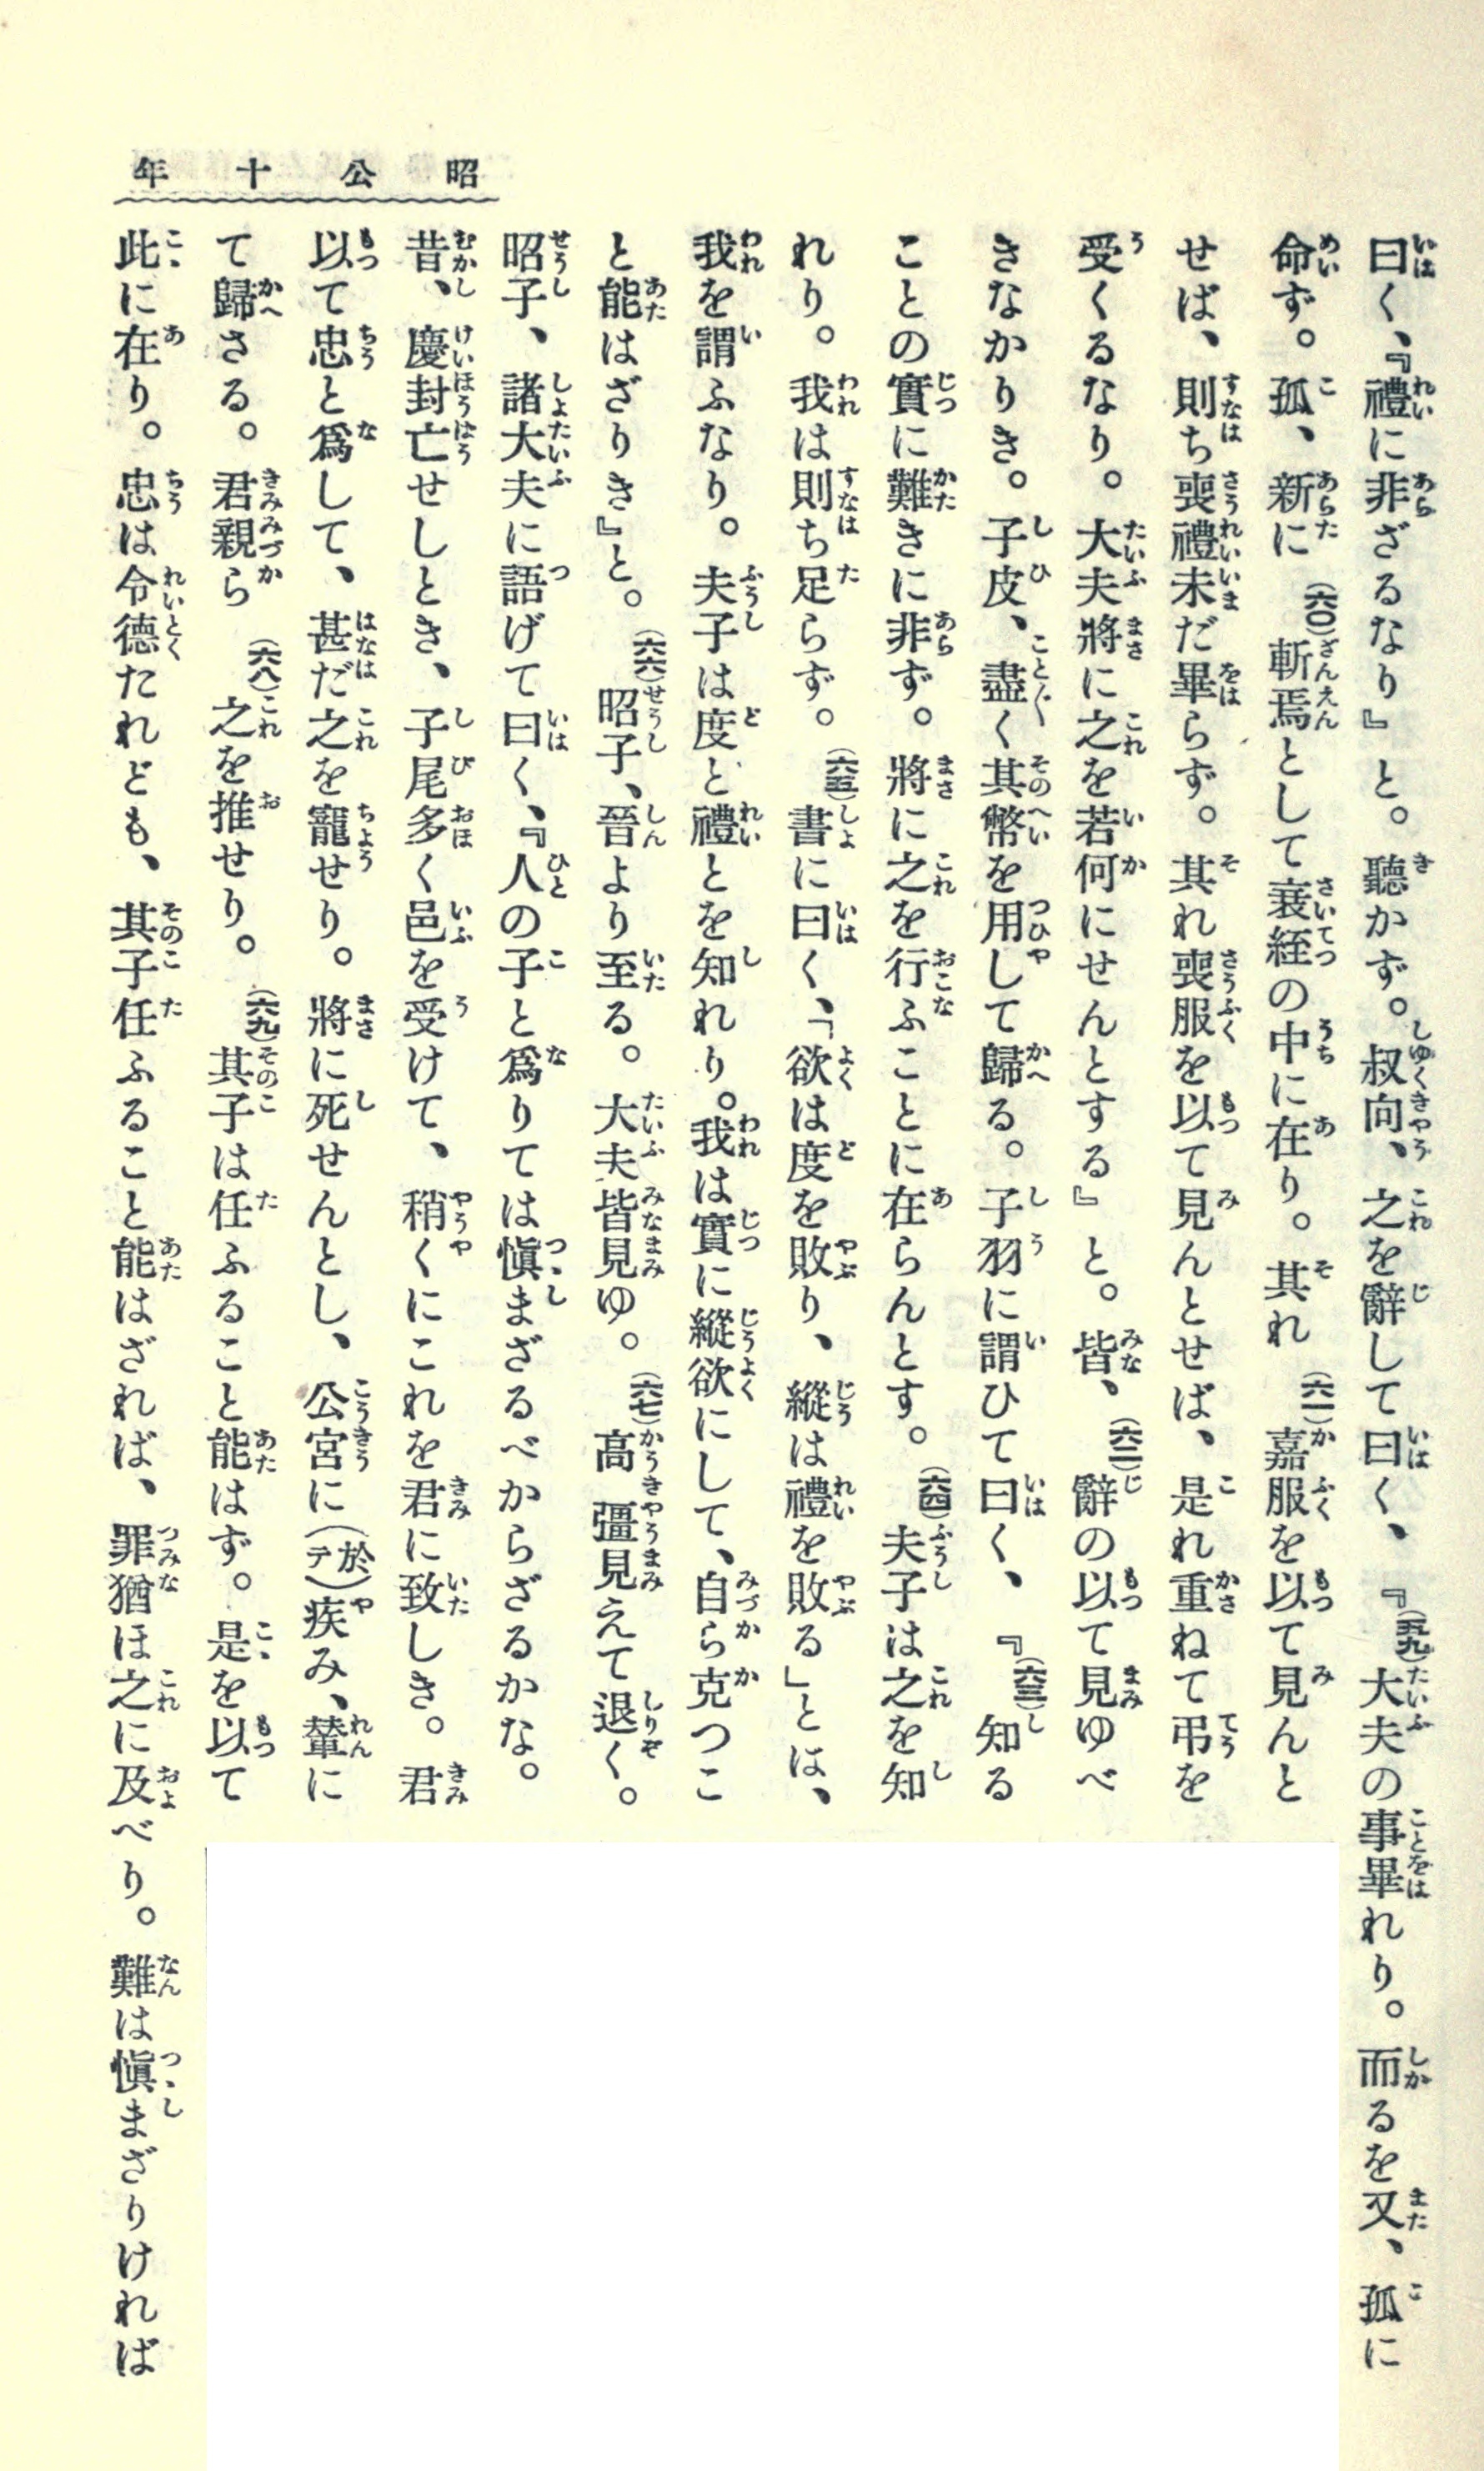 昭公十年
曰く、『禮に非ざるなり』と。聽かず。叔向、之を辭して曰く、『(五九)大夫の事畢れり。而るを又、孤に
命ず。孤、新に(六〇)斬焉として衰絰の中に在り。其れ(六一)嘉服を以て見んと
せば、則ち喪禮未だ畢らず。其れ喪服を以て見んとせば、是れ重ねて弔を
受くるなり。大夫將に之を若何にせんとする』と。皆、(六二)辭の以て見ゆべ
きなかりき。子皮、盡く其幣を用して歸る。子羽に謂ひて曰く、『(六三)知る
ことの實に難きに非ず。將に之を行ふことに在らんとす。(六四)夫子は之を知
れり。我は則ち足らず。(六五)書に曰く、「欲は度を敗り、縱は禮を敗る」とは、
我を謂ふなり。夫子は度と禮とを知れり。我は實に縱欲にして、自ら克つこ
と能はざりき』と。(六六)昭子、晉より至る。大夫皆見ゆ。(六七)高彊見えて退く。
昭子、諸大夫に語げて曰く、『人の子と爲りては愼まざるべからざるかな。
昔、慶封亡せしとき、子尾多く邑を受けて、稍くにこれを君に致しき。君
以て忠と爲して、甚だ之を寵せり。將に死せんとし、公宮に(於テ)疾み、輦に
て歸さる。君親ら(六八)之を推せり。(六九)其子は任ふること能はず。是を以て
此に在り。忠は令德たれども、其子任ふること能はざれば、罪猶ほ之に及べり。難は愼まざりければ